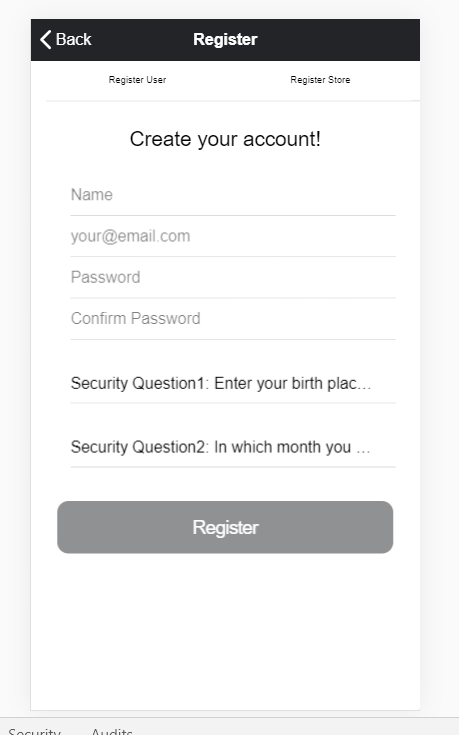 Back Register
Register User Register Store
Create your account!
Name
your@email.com
Password
Confirm Password
Security Question1: Enter your birth plac...
Security Question2: In which month you ...
Register
Security Audits